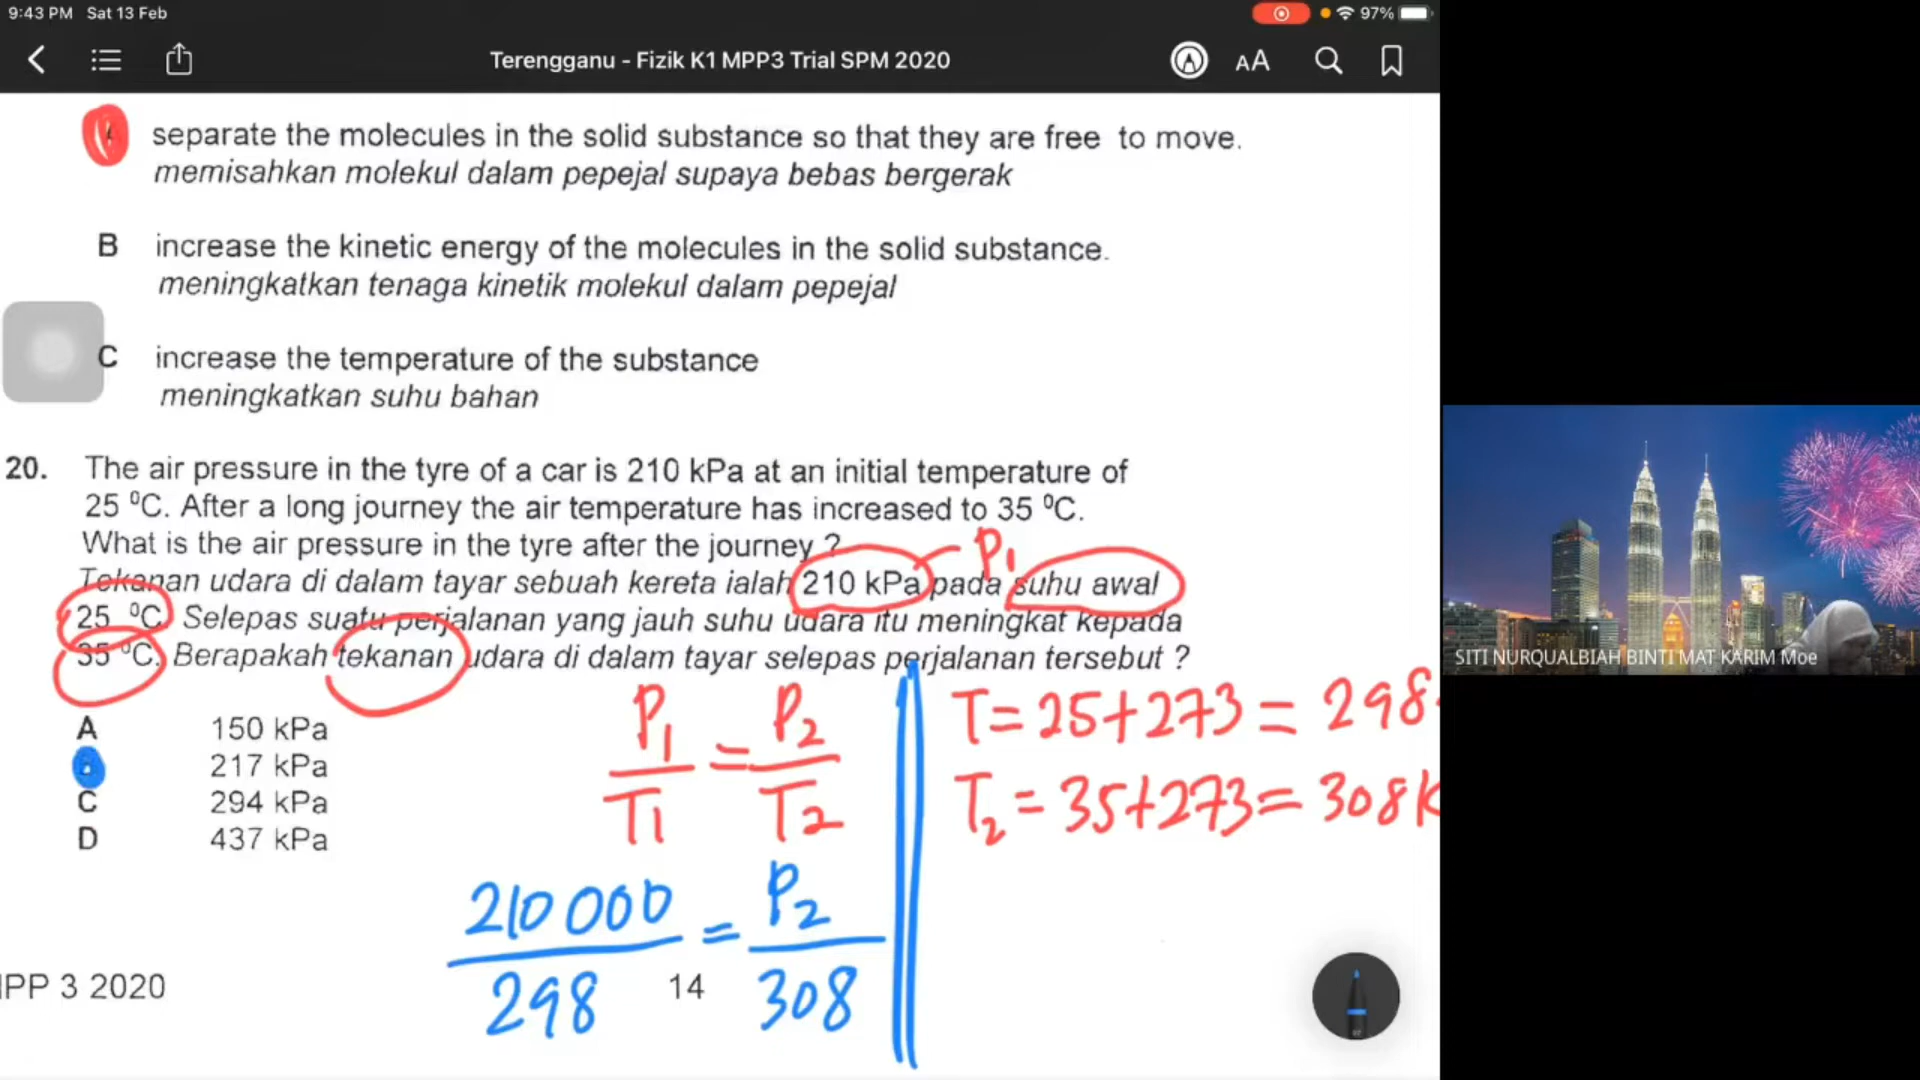 9:43 PM Sat 13 Feb
97%
Terengganu - Fizik K1 MPP3 Trial SPM 2020
AA
separate the molecules in the solid substance so that they are free to move.
memisahkan molekul dalam pepejal supaya bebas bergerak
B increase the kinetic energy of the molecules in the solid substance.
meningkatkan tenaga kinetik molekul dalam pepejal
C increase the temperature of the substance
meningkatkan suhu bahan
20. The air pressure in the tyre of a car is 210 kPa at an initial temperature of
25 ⁰C. After a long journey the air temperature has increased to 35 ⁰C.
What is the air pressure in the tyre after the journey ?
P₁
Tekanan udara di dalam tayar sebuah kereta ialah 210 kPa pada suhu awal
25 ⁰C. Selepas suatu perjalanan yang jauh suhu udara itu meningkat kepada
35 ⁰C. Berapakah tekanan udara di dalam tayar selepas perjalanan tersebut ?
A 150 kPa
B 217 kPa
C 294 kPa
D 437 kPa
P₁/T₁ = P₂/T₂
T = 25+273 = 298
T₂ = 35+273 = 308K
210 000/298 = P₂/308
IPP 3 2020
14
SITI NURQUALBIAH BINTI MAT KARIM Moe